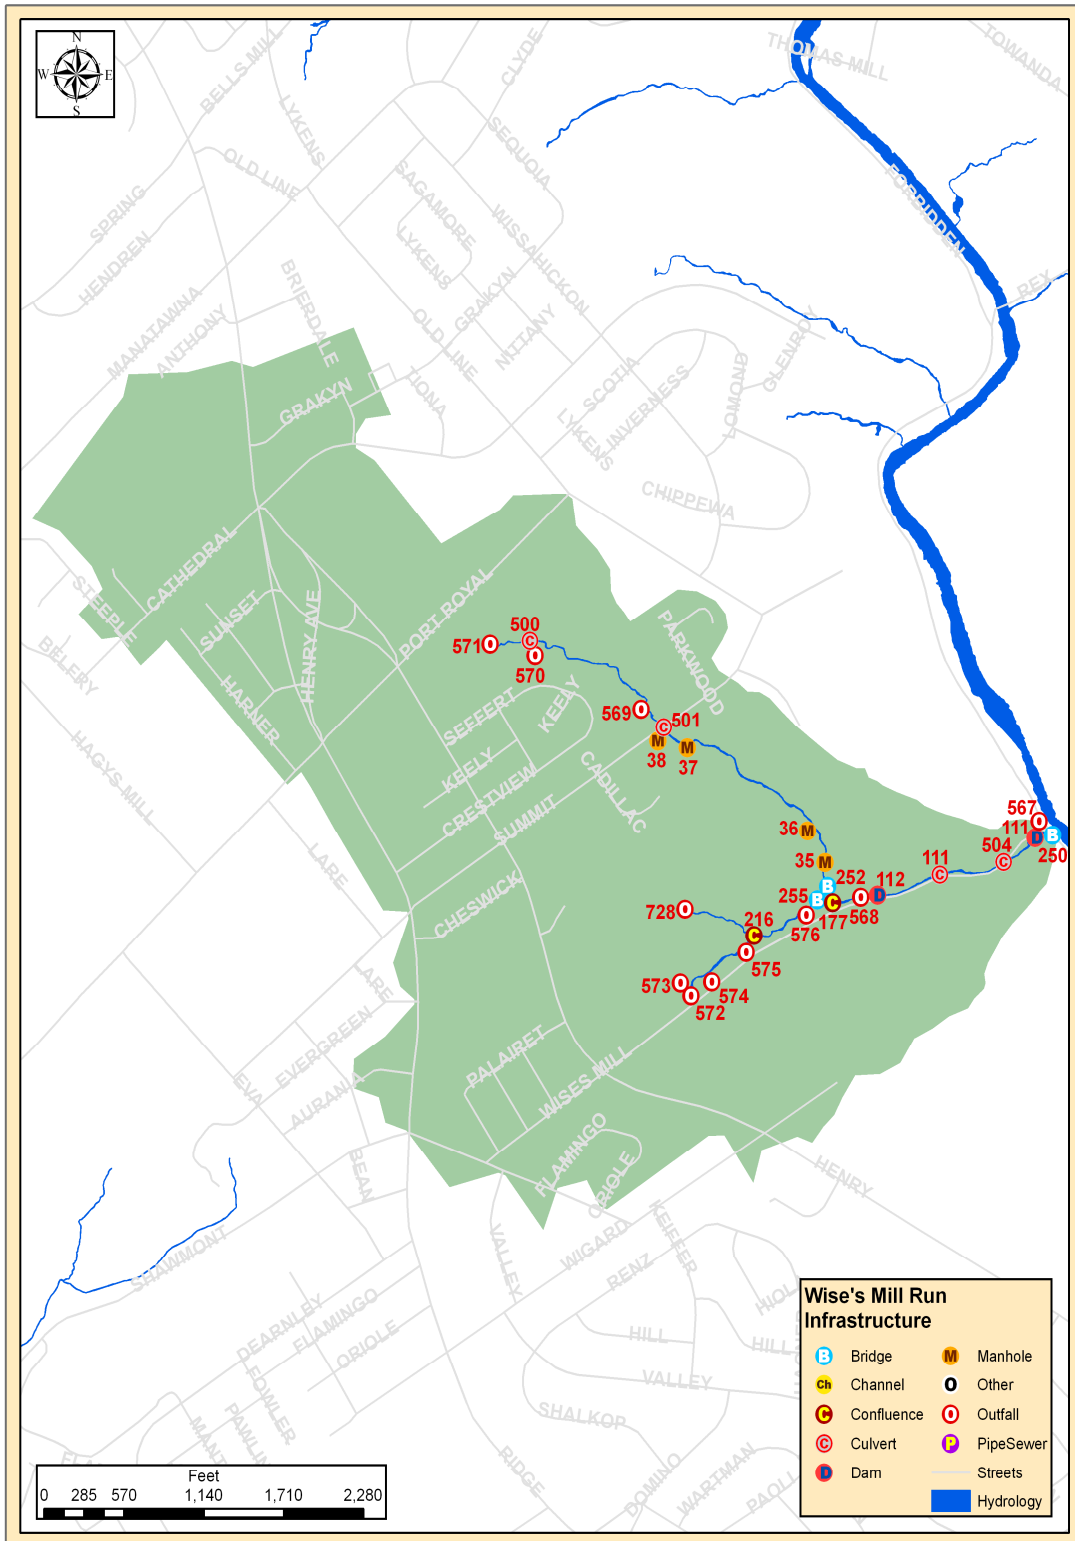 N
W E
S
THOMAS MILL
TOWANDA
BELLS MILL
CLYDE
LYKENS
SEQUOIA
OLD LINE
SAGAMORE
FORBIDDEN
SPRING
WISSAHICKON
LYKENS
HENDREN
BRIERDALE
GRAKYN
REX
MANATAWNA
ANTHONY
OLD LINE
NITTANY
GLENROY
SCOTIA
LOMOND
INVERNESS
IONA
GRAKYN
LYKENS
CHIPPEWA
CATHEDRAL
STEEPLE
PORT ROYAL
SUNSET
HENRY AVE
PARKWOOD
BELFRY
500
571
570
HARNER
SEFFERT
KEELY
569
501
38
37
HAGYS MILL
KEELY
CADILLAC
CRESTVIEW
SUMMIT
567
36
111
504
250
LARE
35
111
CHESWICK
255
252
112
728
216
576
177
568
575
LARE
573
574
572
EVERGREEN
PALAIRET
EVA
AURANIA
WISES MILL
FLAMINGO
BEAN
ORIOLE
HENRY
SHAWMONT
VALLEY
WIGARD
KEIFFER
RENZ
HIOL
DEARNLEY
FLAMINGO
ORIOLE
HILL
HILL
FOWLER
VALLEY
PAWLIN
MANT
SHALKOP
RIDGE
DOMINO
WARTMAN
PAOLI
Wise's Mill Run
Infrastructure
B Bridge
M Manhole
Ch Channel
O Other
C Confluence
O Outfall
C Culvert
P PipeSewer
D Dam
Streets
Hydrology
Feet
0 285 570 1,140 1,710 2,280